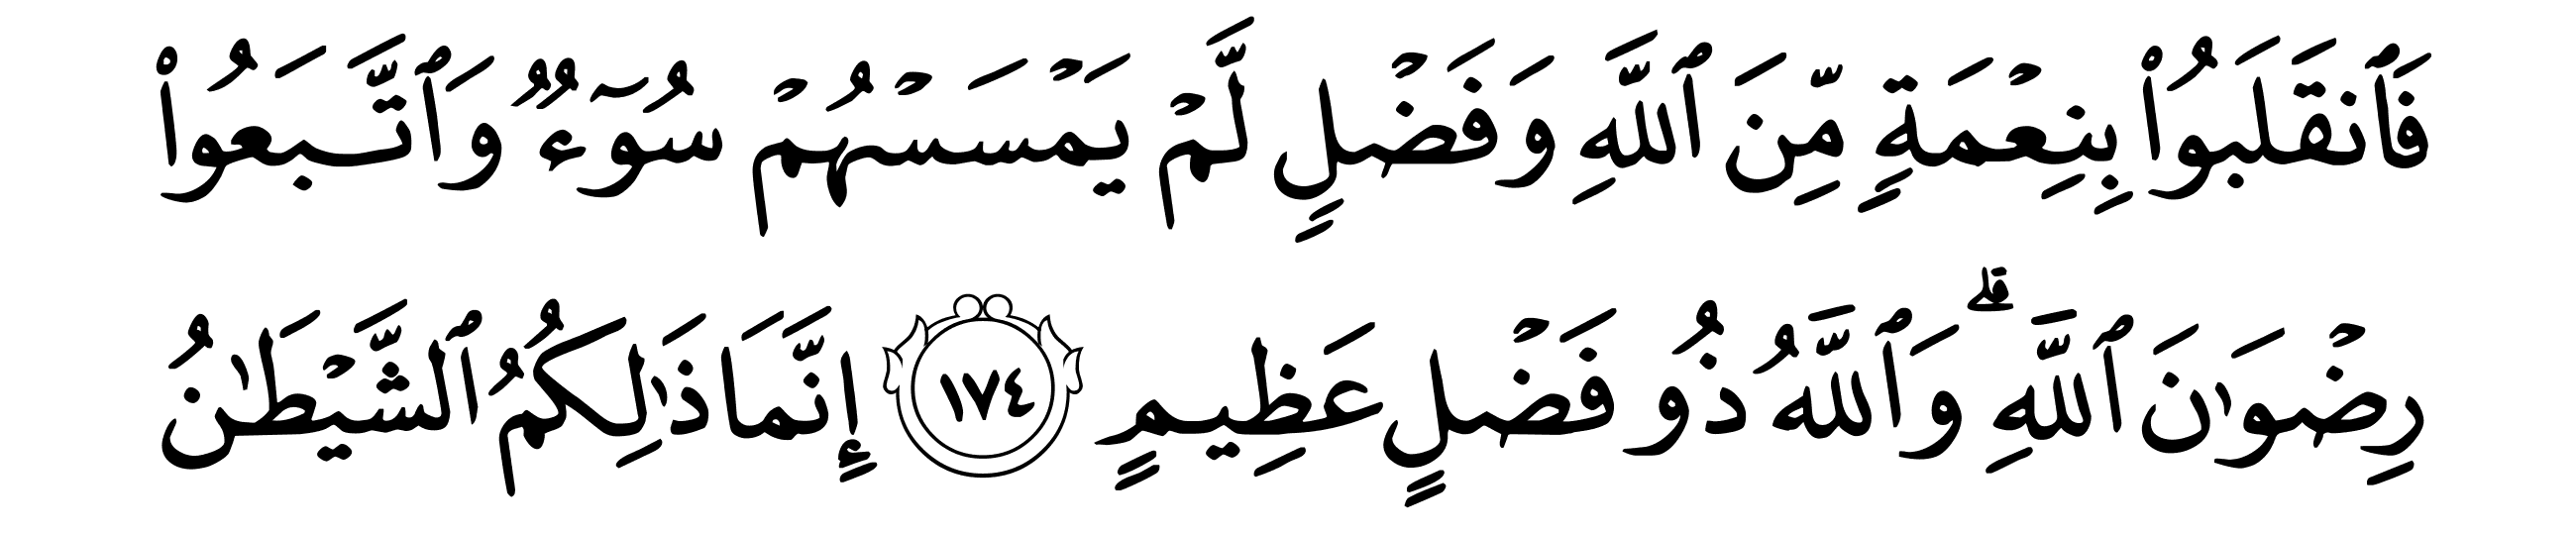 فَٱنقَلَبُوا۟ بِنِعْمَةٍ مِّنَ ٱللَّهِ وَفَضْلٍ لَّمْ يَمْسَسْهُمْ سُوٓءٌ وَٱتَّبَعُوا۟
رِضْوَٰنَ ٱللَّهِ ۗ وَٱللَّهُ ذُو فَضْلٍ عَظِيمٍ ١٧٤ إِنَّمَا ذَٰلِكُمُ ٱلشَّيْطَٰنُ